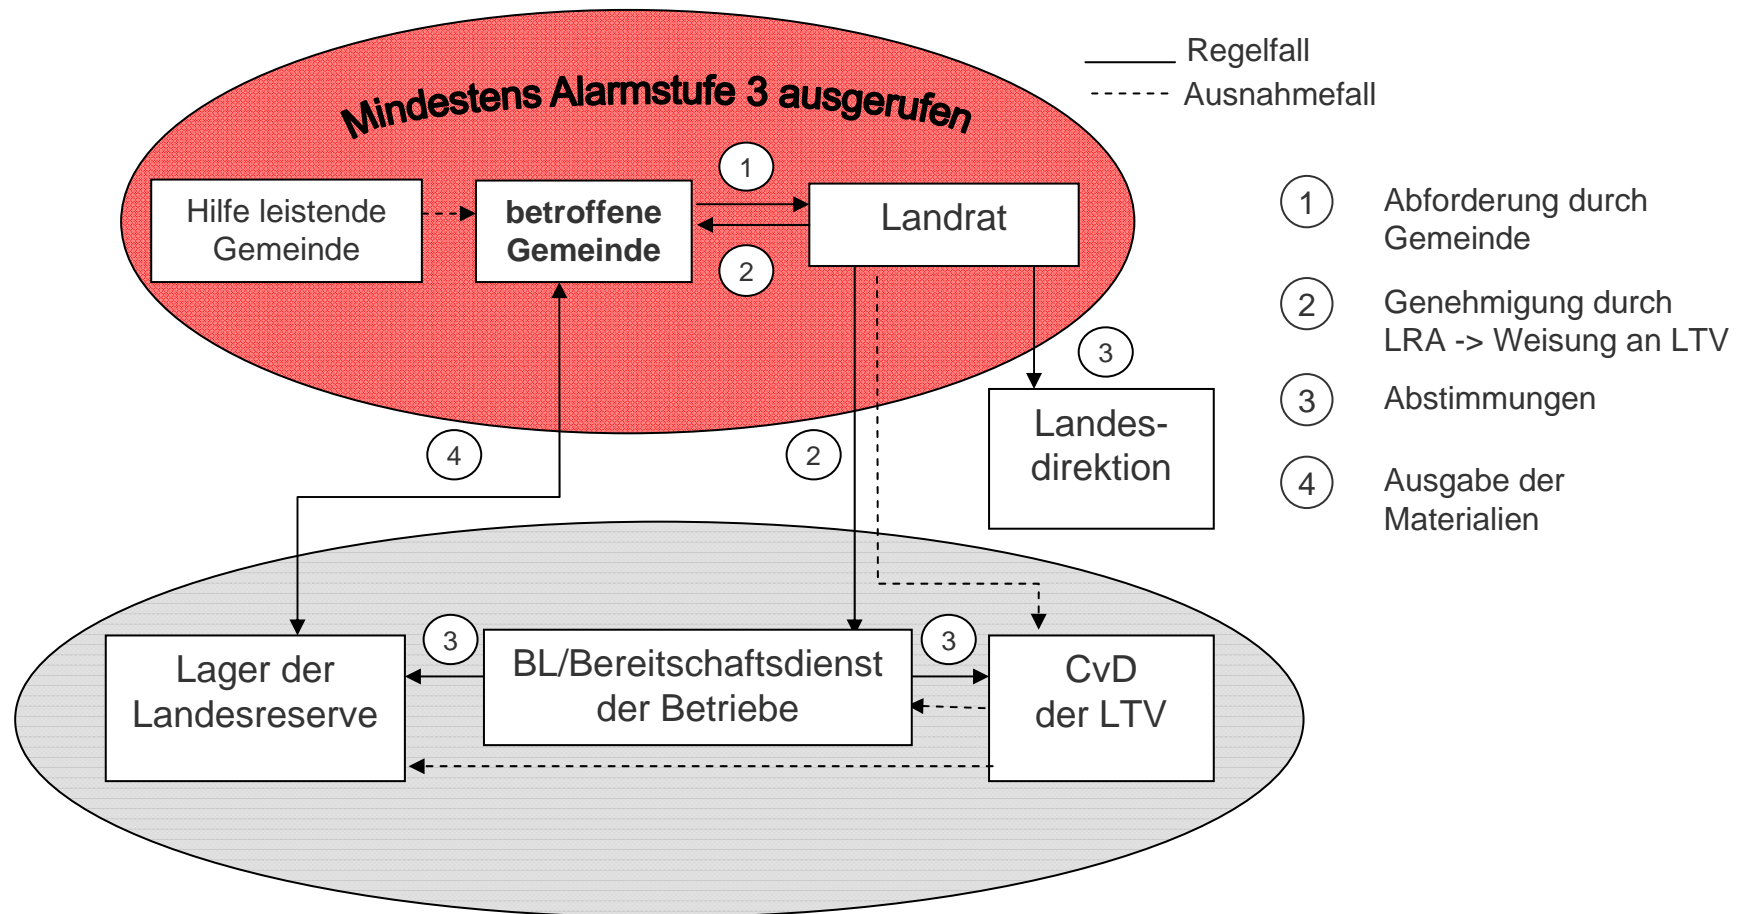 Regelfall
Ausnahmefall
Mindestens Alarmstufe 3 ausgerufen
1
Hilfe leistende
Gemeinde
betroffene
Gemeinde
Landrat
2
3
Landes-
direktion
4
2
1
Abforderung durch
Gemeinde
2
Genehmigung durch
LRA -> Weisung an LTV
3
Abstimmungen
4
Ausgabe der
Materialien
Lager der
Landesreserve
3
BL/Bereitschaftsdienst
der Betriebe
3
CvD
der LTV